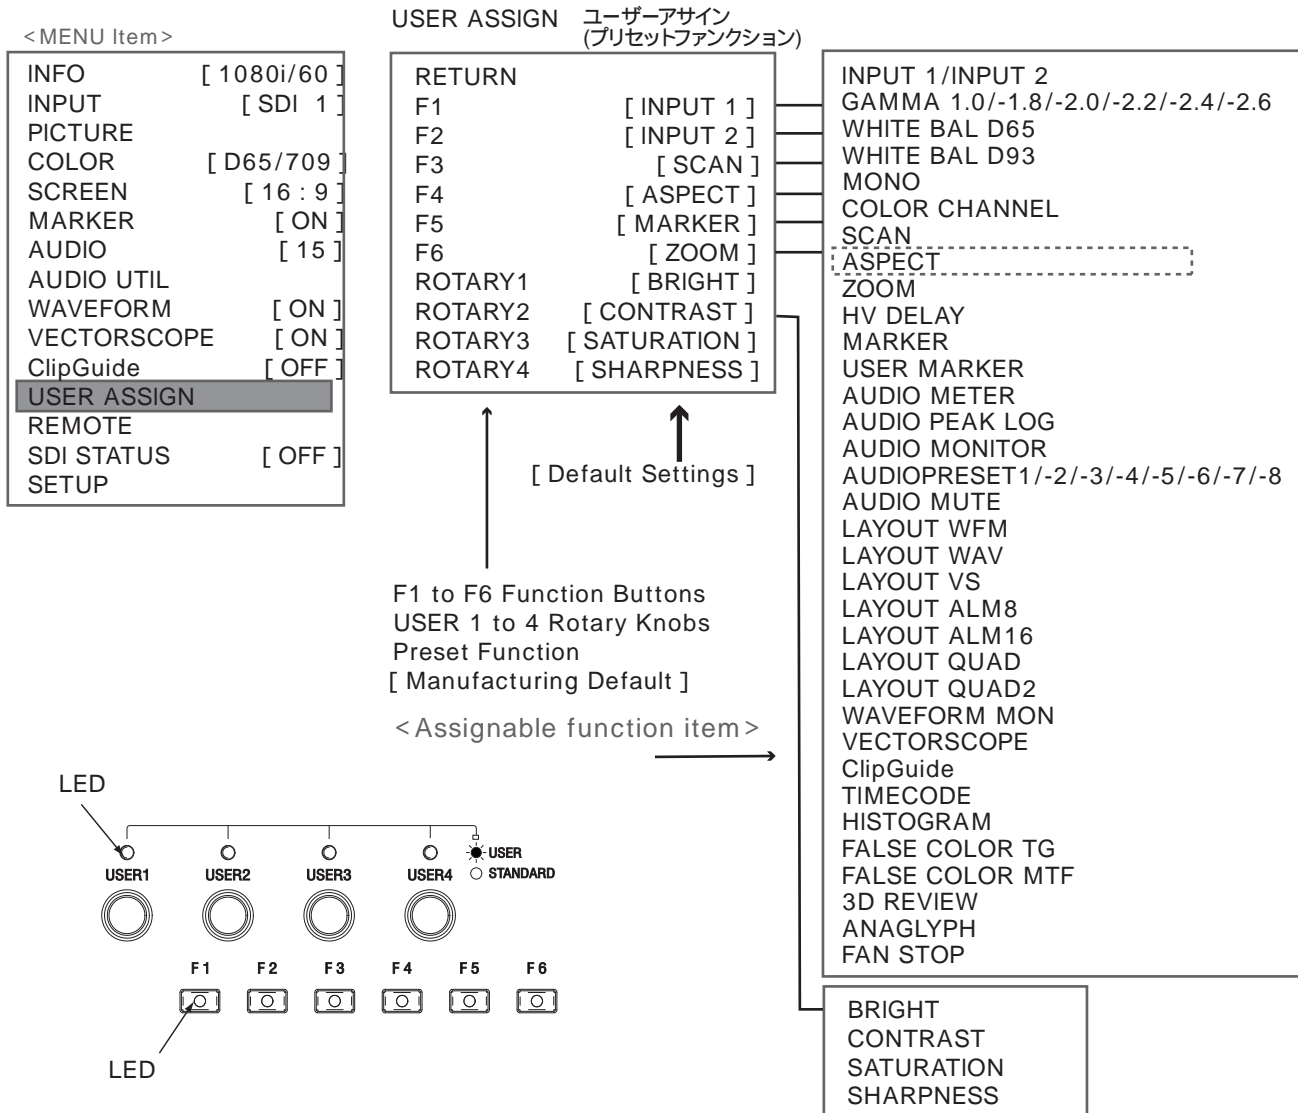 <MENU Item>
INFO [ 1080i/60 ]
INPUT [ SDI 1 ]
PICTURE
COLOR [ D65/709 ]
SCREEN [ 16 : 9 ]
MARKER [ ON ]
AUDIO [ 15 ]
AUDIO UTIL
WAVEFORM [ ON ]
VECTORSCOPE [ ON ]
ClipGuide [ OFF ]
USER ASSIGN
REMOTE
SDI STATUS [ OFF ]
SETUP
USER ASSIGN ユーザーアサイン
(プリセットファンクション)
RETURN
F1 [ INPUT 1 ]
F2 [ INPUT 2 ]
F3 [ SCAN ]
F4 [ ASPECT ]
F5 [ MARKER ]
F6 [ ZOOM ]
ROTARY1 [ BRIGHT ]
ROTARY2 [ CONTRAST ]
ROTARY3 [ SATURATION ]
ROTARY4 [ SHARPNESS ]
[ Default Settings ]
F1 to F6 Function Buttons
USER 1 to 4 Rotary Knobs
Preset Function
[ Manufacturing Default ]
<Assignable function item>
INPUT 1/INPUT 2
GAMMA 1.0/-1.8/-2.0/-2.2/-2.4/-2.6
WHITE BAL D65
WHITE BAL D93
MONO
COLOR CHANNEL
SCAN
ASPECT
ZOOM
HV DELAY
MARKER
USER MARKER
AUDIO METER
AUDIO PEAK LOG
AUDIO MONITOR
AUDIOPRESET1/-2/-3/-4/-5/-6/-7/-8
AUDIO MUTE
LAYOUT WFM
LAYOUT WAV
LAYOUT VS
LAYOUT ALM8
LAYOUT ALM16
LAYOUT QUAD
LAYOUT QUAD2
WAVEFORM MON
VECTORSCOPE
ClipGuide
TIMECODE
HISTOGRAM
FALSE COLOR TG
FALSE COLOR MTF
3D REVIEW
ANAGLYPH
FAN STOP
BRIGHT
CONTRAST
SATURATION
SHARPNESS
LED
USER
USER1 USER2 USER3 USER4 STANDARD
F 1 F 2 F 3 F 4 F 5 F 6
LED